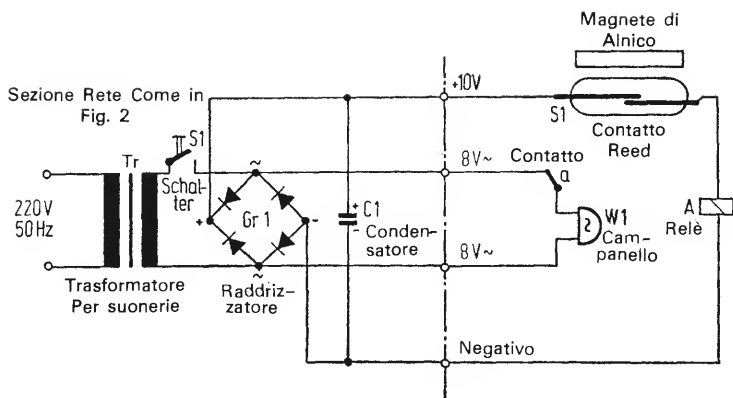 Magnete di
Alnico
+10V
S1
Contatto
Reed
Sezione Rete Come in
Fig. 2
Tr
S1
Schal-
ter
220V
50Hz
~
+
-
Gr 1
~
+
-
C1
Conden-
satore
8V~
Contatto
a
W1
Cam-
panello
A
Relè
8V~
Trasformatore
Per suonerie
Raddriz-
zatore
Negativo